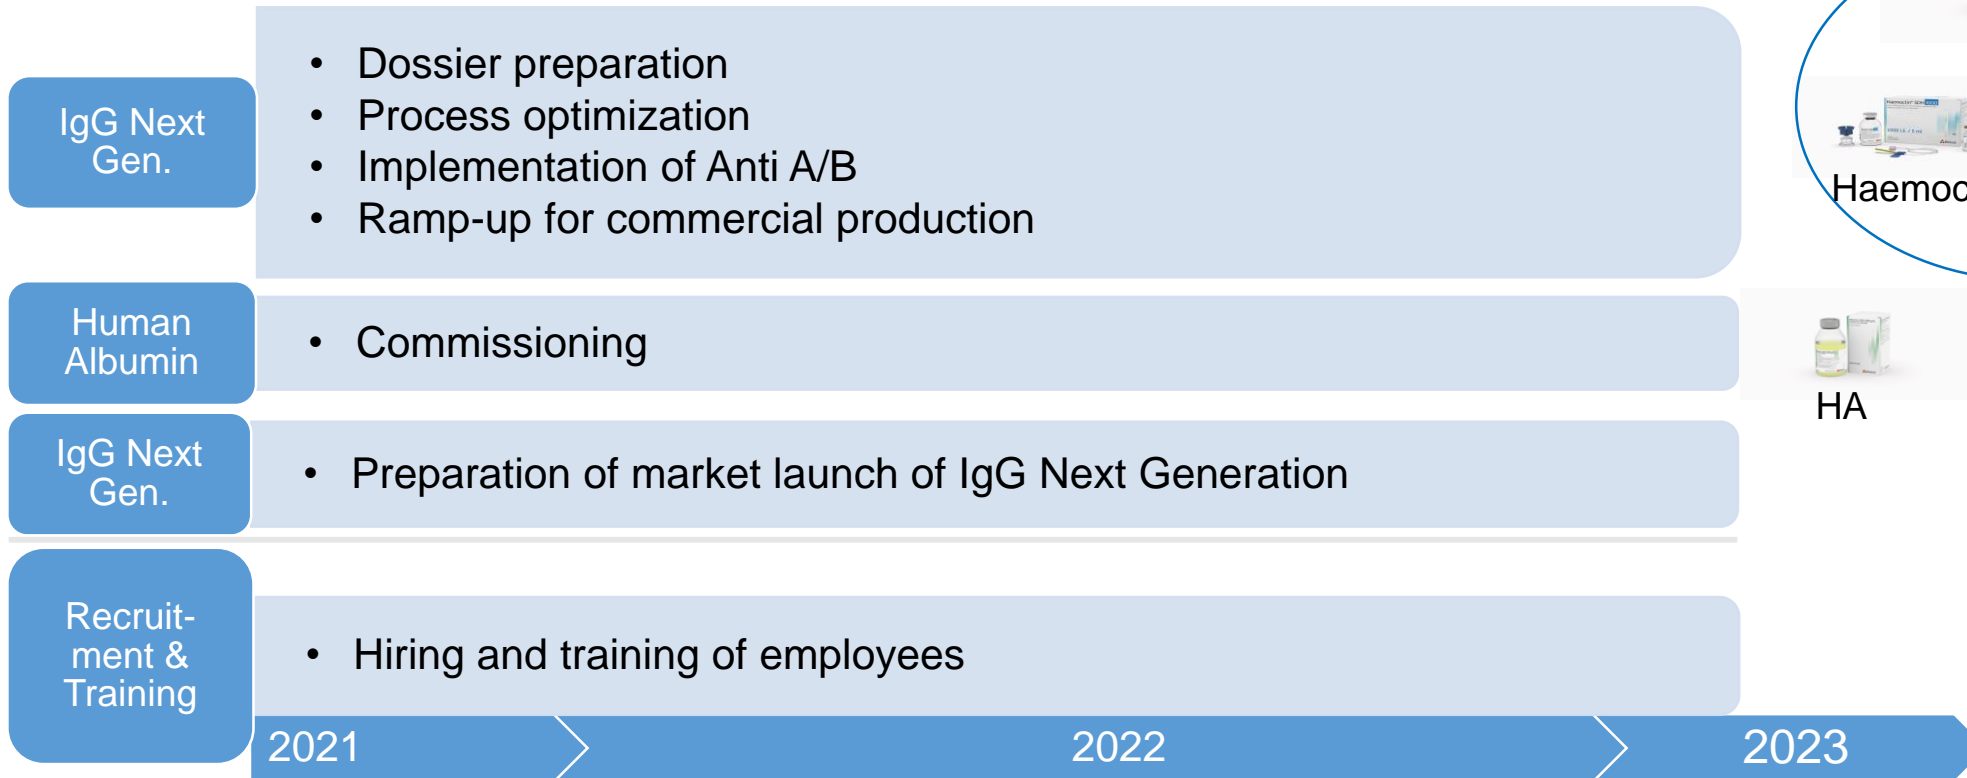 IgG Next
Gen.
• Dossier preparation
• Process optimization
• Implementation of Anti A/B
• Ramp-up for commercial production
Haemoc
Human
Albumin
• Commissioning
HA
IgG Next
Gen.
• Preparation of market launch of IgG Next Generation
Recruit-
ment &
Training
• Hiring and training of employees
2021
2022
2023